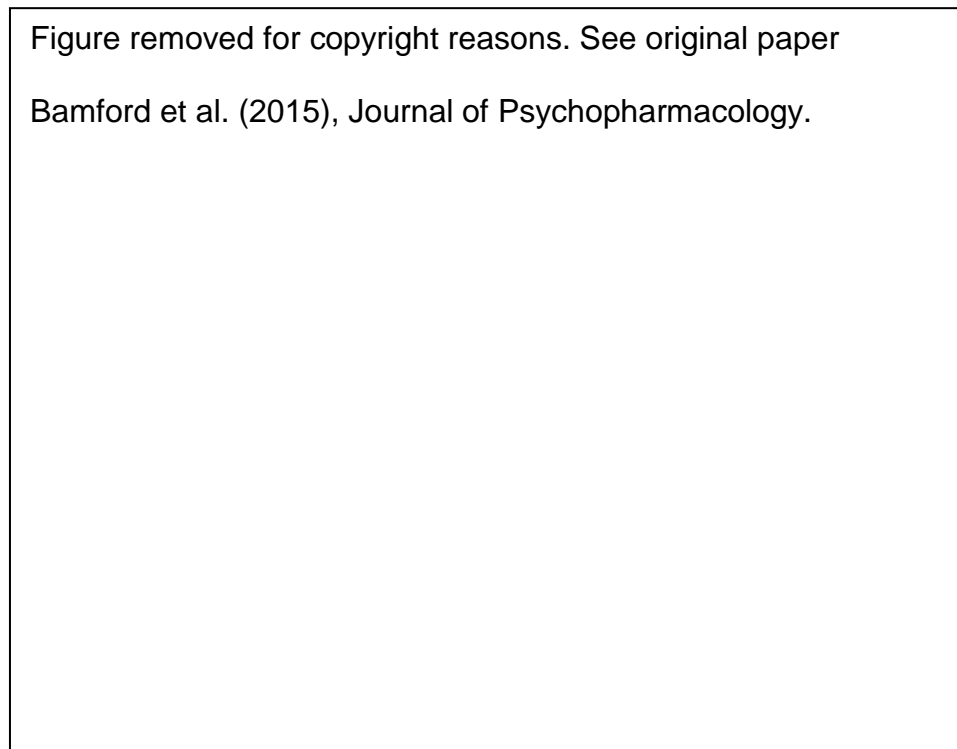 Figure removed for copyright reasons. See original paper
Bamford et al. (2015), Journal of Psychopharmacology.